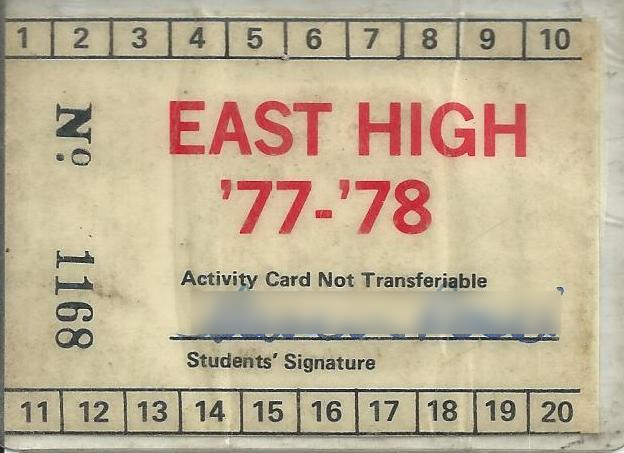 1 2 3 4 5 6 7 8 9 10
No: 1168
EAST HIGH
'77-'78
Activity Card Not Transferiable
Students' Signature
11 12 13 14 15 16 17 18 19 20